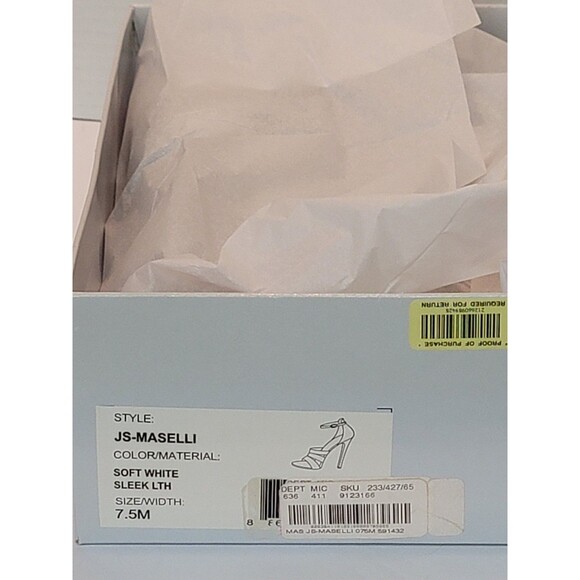 REQUIRED FOR RETURN
* PROOF OF PURCHASE *
STYLE:
JS-MASELLI
COLOR/MATERIAL:
SOFT WHITE
SLEEK LTH
SIZE/WIDTH:
7.5M
8
DEPT MIC SKU 233/427/65
636 411 9123166
MAS JS-MASELLI 075M 591432